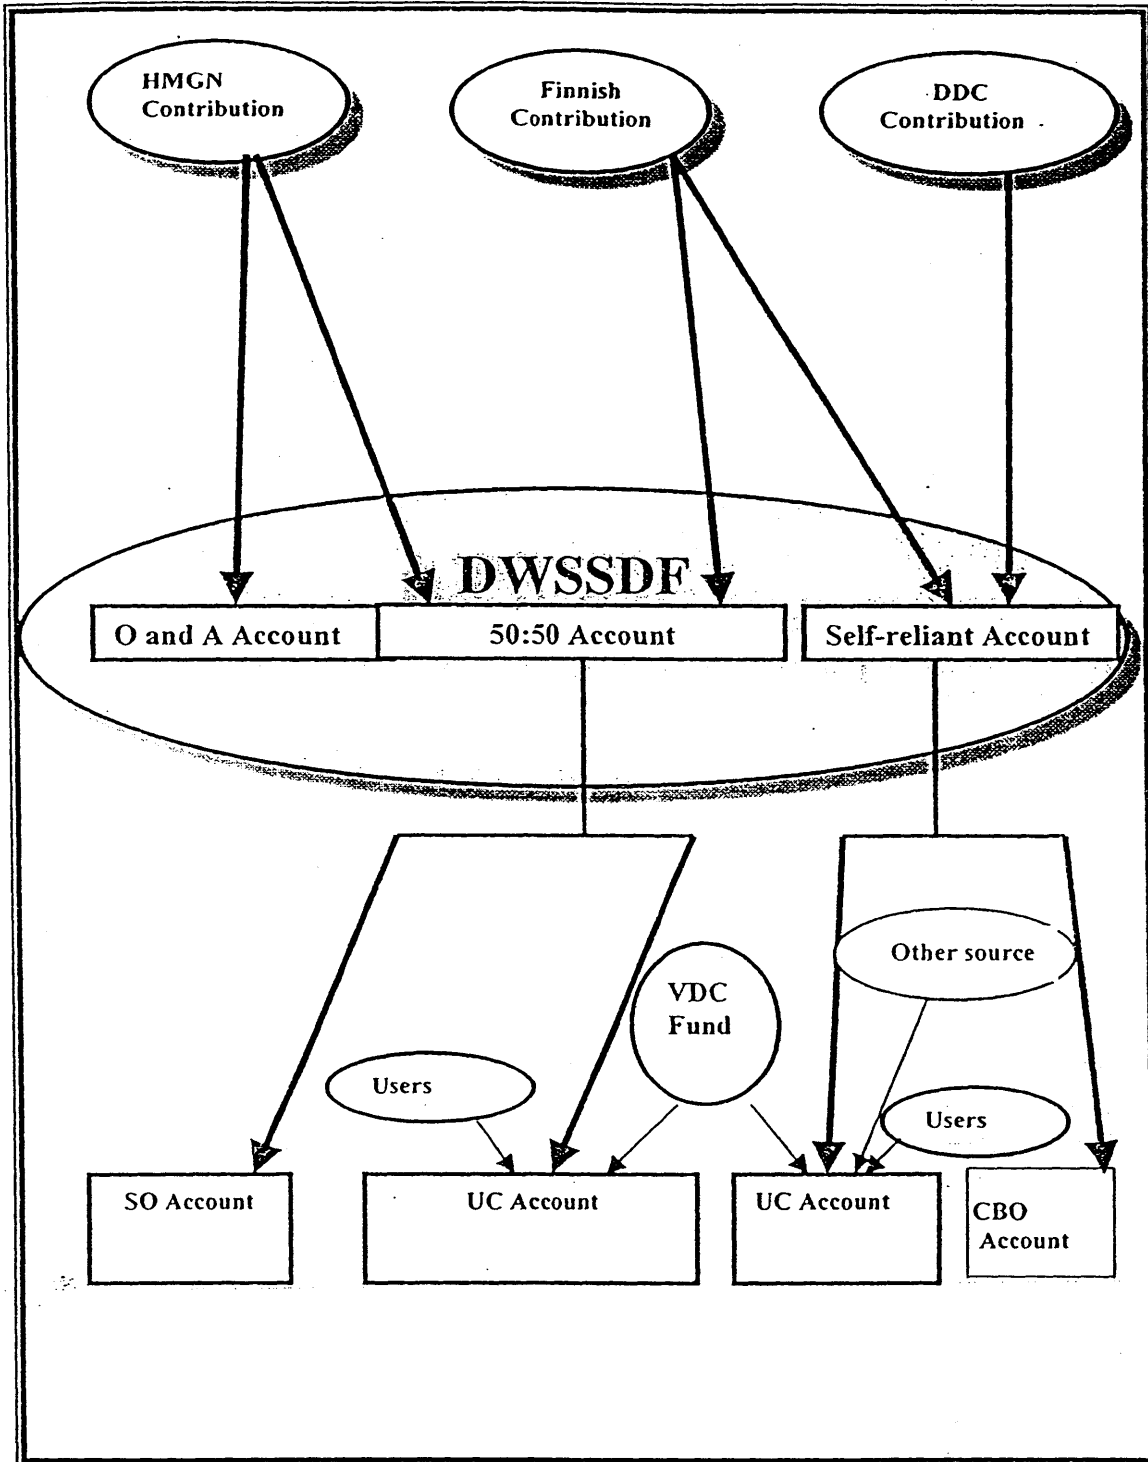 HMGN
Contribution
Finnish
Contribution
DDC
Contribution
DWSSDF
O and A Account
50:50 Account
Self-reliant Account
Other source
VDC
Fund
Users
Users
SO Account
UC Account
UC Account
CBO
Account